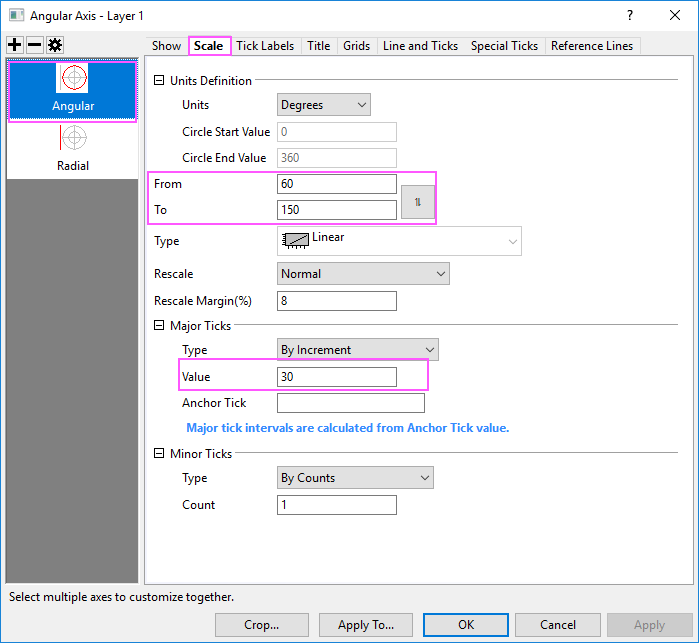 Angular Axis - Layer 1
?
Show Scale Tick Labels Title Grids Line and Ticks Special Ticks Reference Lines
Angular
Radial
Units Definition
Units Degrees
Circle Start Value 0
Circle End Value 360
From 60
To 150
Type Linear
Rescale Normal
Rescale Margin(%) 8
Major Ticks
Type By Increment
Value 30
Anchor Tick
Major tick intervals are calculated from Anchor Tick value.
Minor Ticks
Type By Counts
Count 1
Select multiple axes to customize together.
Crop... Apply To... OK Cancel Apply